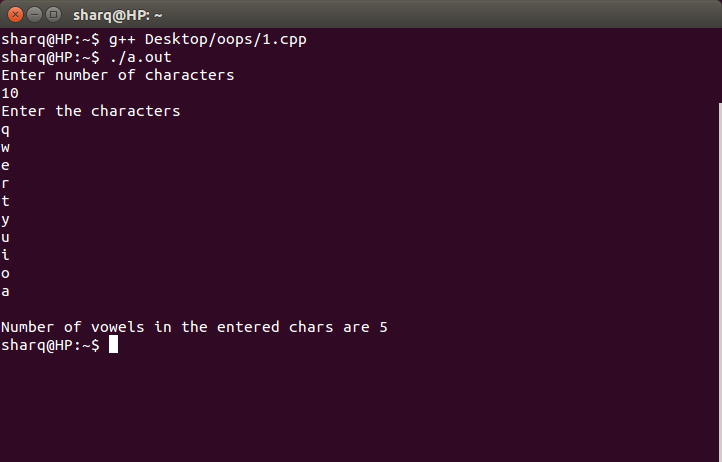 sharq@HP: ~
sharq@HP:~$ g++ Desktop/oops/1.cpp
sharq@HP:~$ ./a.out
Enter number of characters
10
Enter the characters
q
w
e
r
t
y
u
i
o
a
Number of vowels in the entered chars are 5
sharq@HP:~$